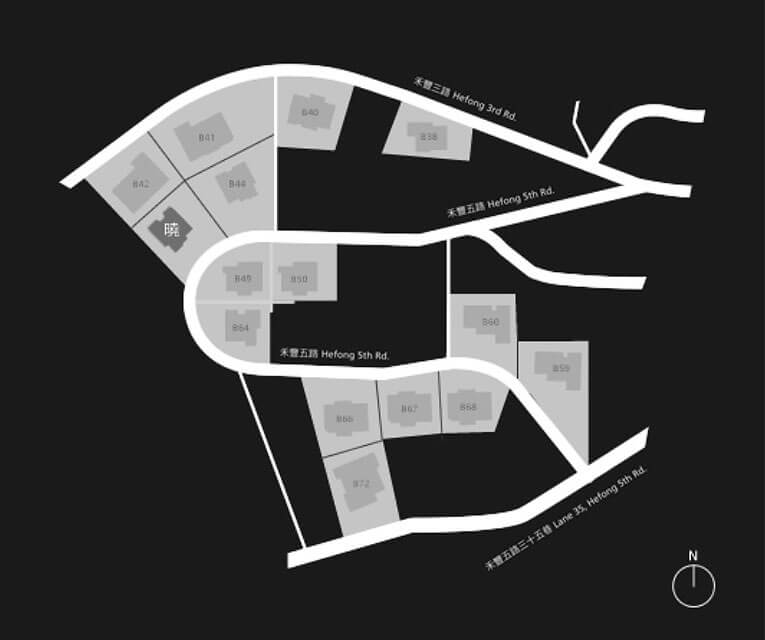 禾豐三路 Hefong 3rd Rd.
B40
B38
B41
B42
B44
曉
禾豐五路 Hefong 5th Rd.
B49
B50
B64
B60
禾豐五路 Hefong 5th Rd.
B59
B66
B67
B68
B72
禾豐五路三十五巷 Lane 35, Hefong 5th Rd.
N